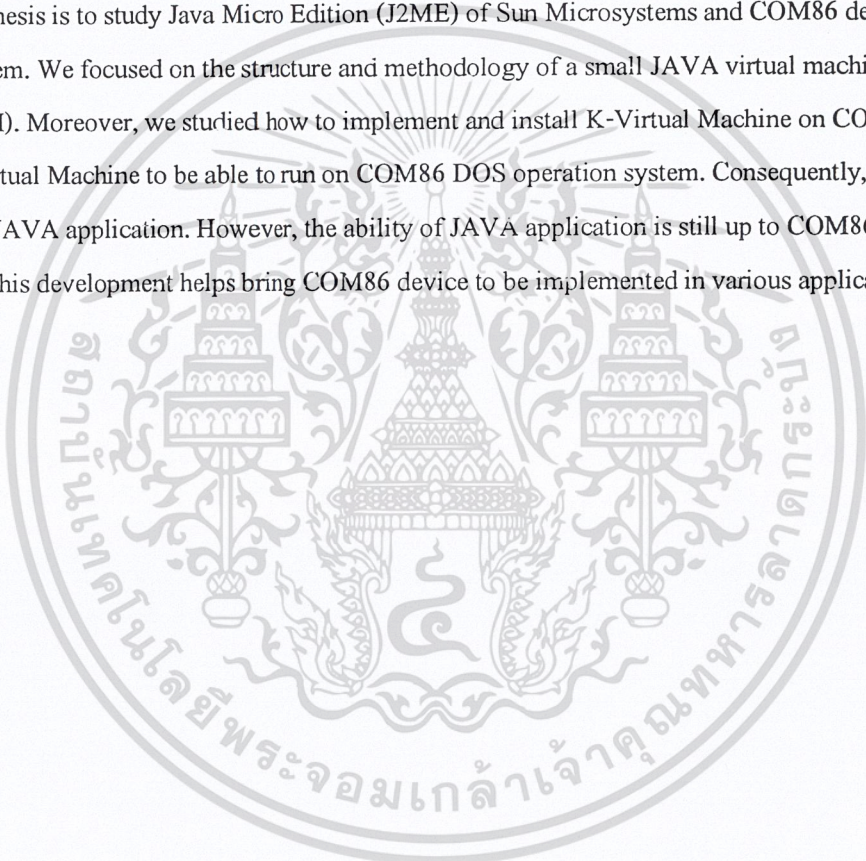 nesis is to study Java Micro Edition (J2ME) of Sun Microsystems and COM86 de
em. We focused on the structure and methodology of a small JAVA virtual machi
I). Moreover, we studied how to implement and install K-Virtual Machine on CO
tual Machine to be able to run on COM86 DOS operation system. Consequently,
AVA application. However, the ability of JAVA application is still up to COM86
his development helps bring COM86 device to be implemented in various applica
สถาบันเทคโนโลยีพระจอมเกล้าเจ้าคุณทหารลาดกระบัง
๔